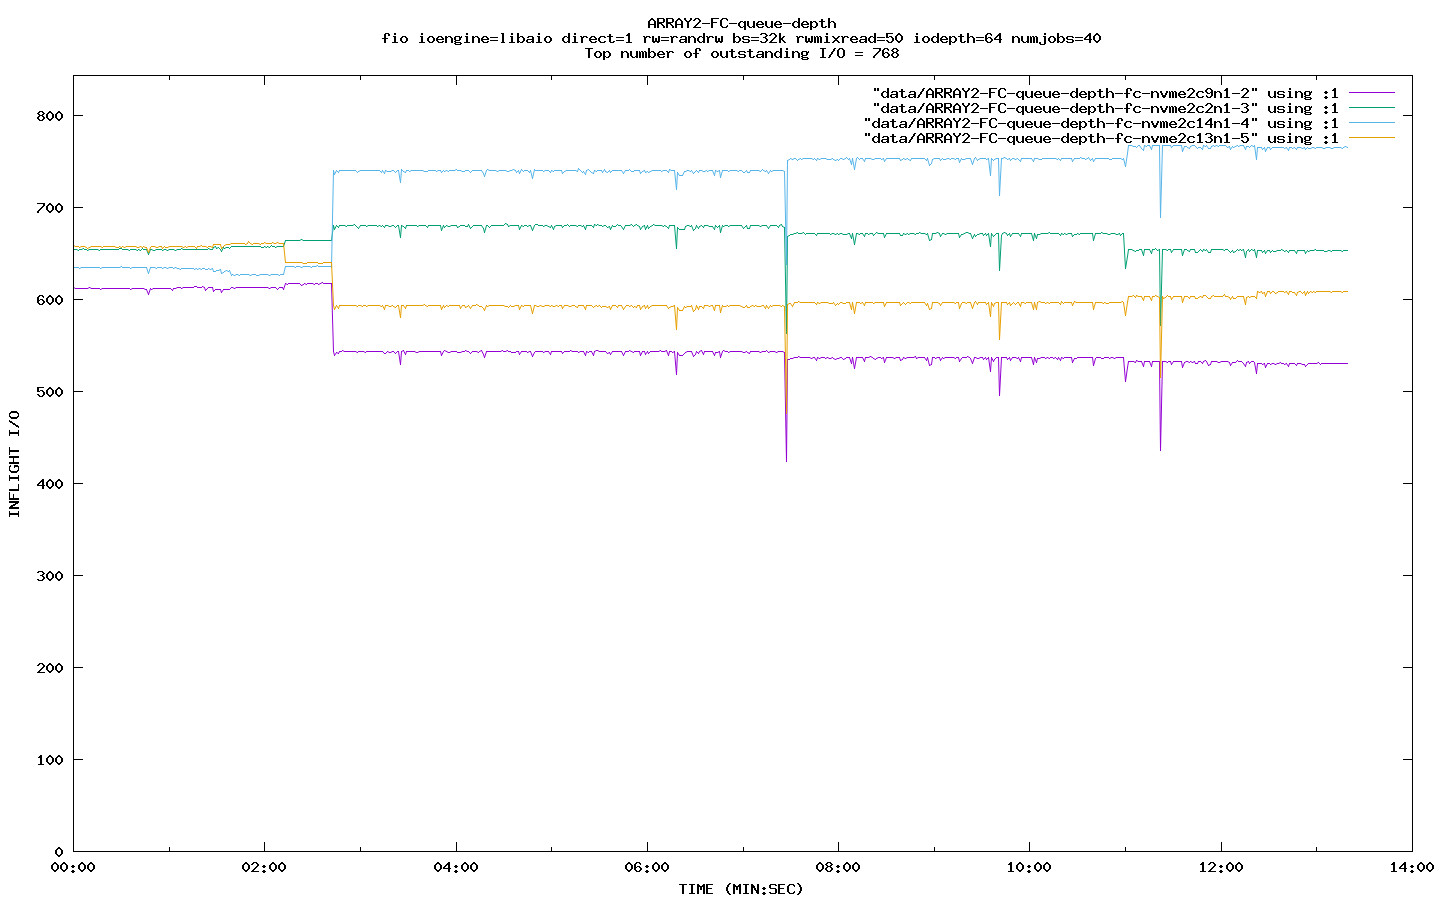 ARRAY2-FC-queue-depth
fio ioengine=libaio direct=1 rw=randrw bs=32k rwmixread=50 iodepth=64 numjobs=40
Top number of outstanding I/O = 768
"data/ARRAY2-FC-queue-depth-fc-nvme2c9n1-2" using :1
"data/ARRAY2-FC-queue-depth-fc-nvme2c2n1-3" using :1
"data/ARRAY2-FC-queue-depth-fc-nvme2c14n1-4" using :1
"data/ARRAY2-FC-queue-depth-fc-nvme2c13n1-5" using :1
800
700
600
500
400
300
200
100
0
INFLIGHT I/O
00:00 02:00 04:00 06:00 08:00 10:00 12:00 14:00
TIME (MIN:SEC)